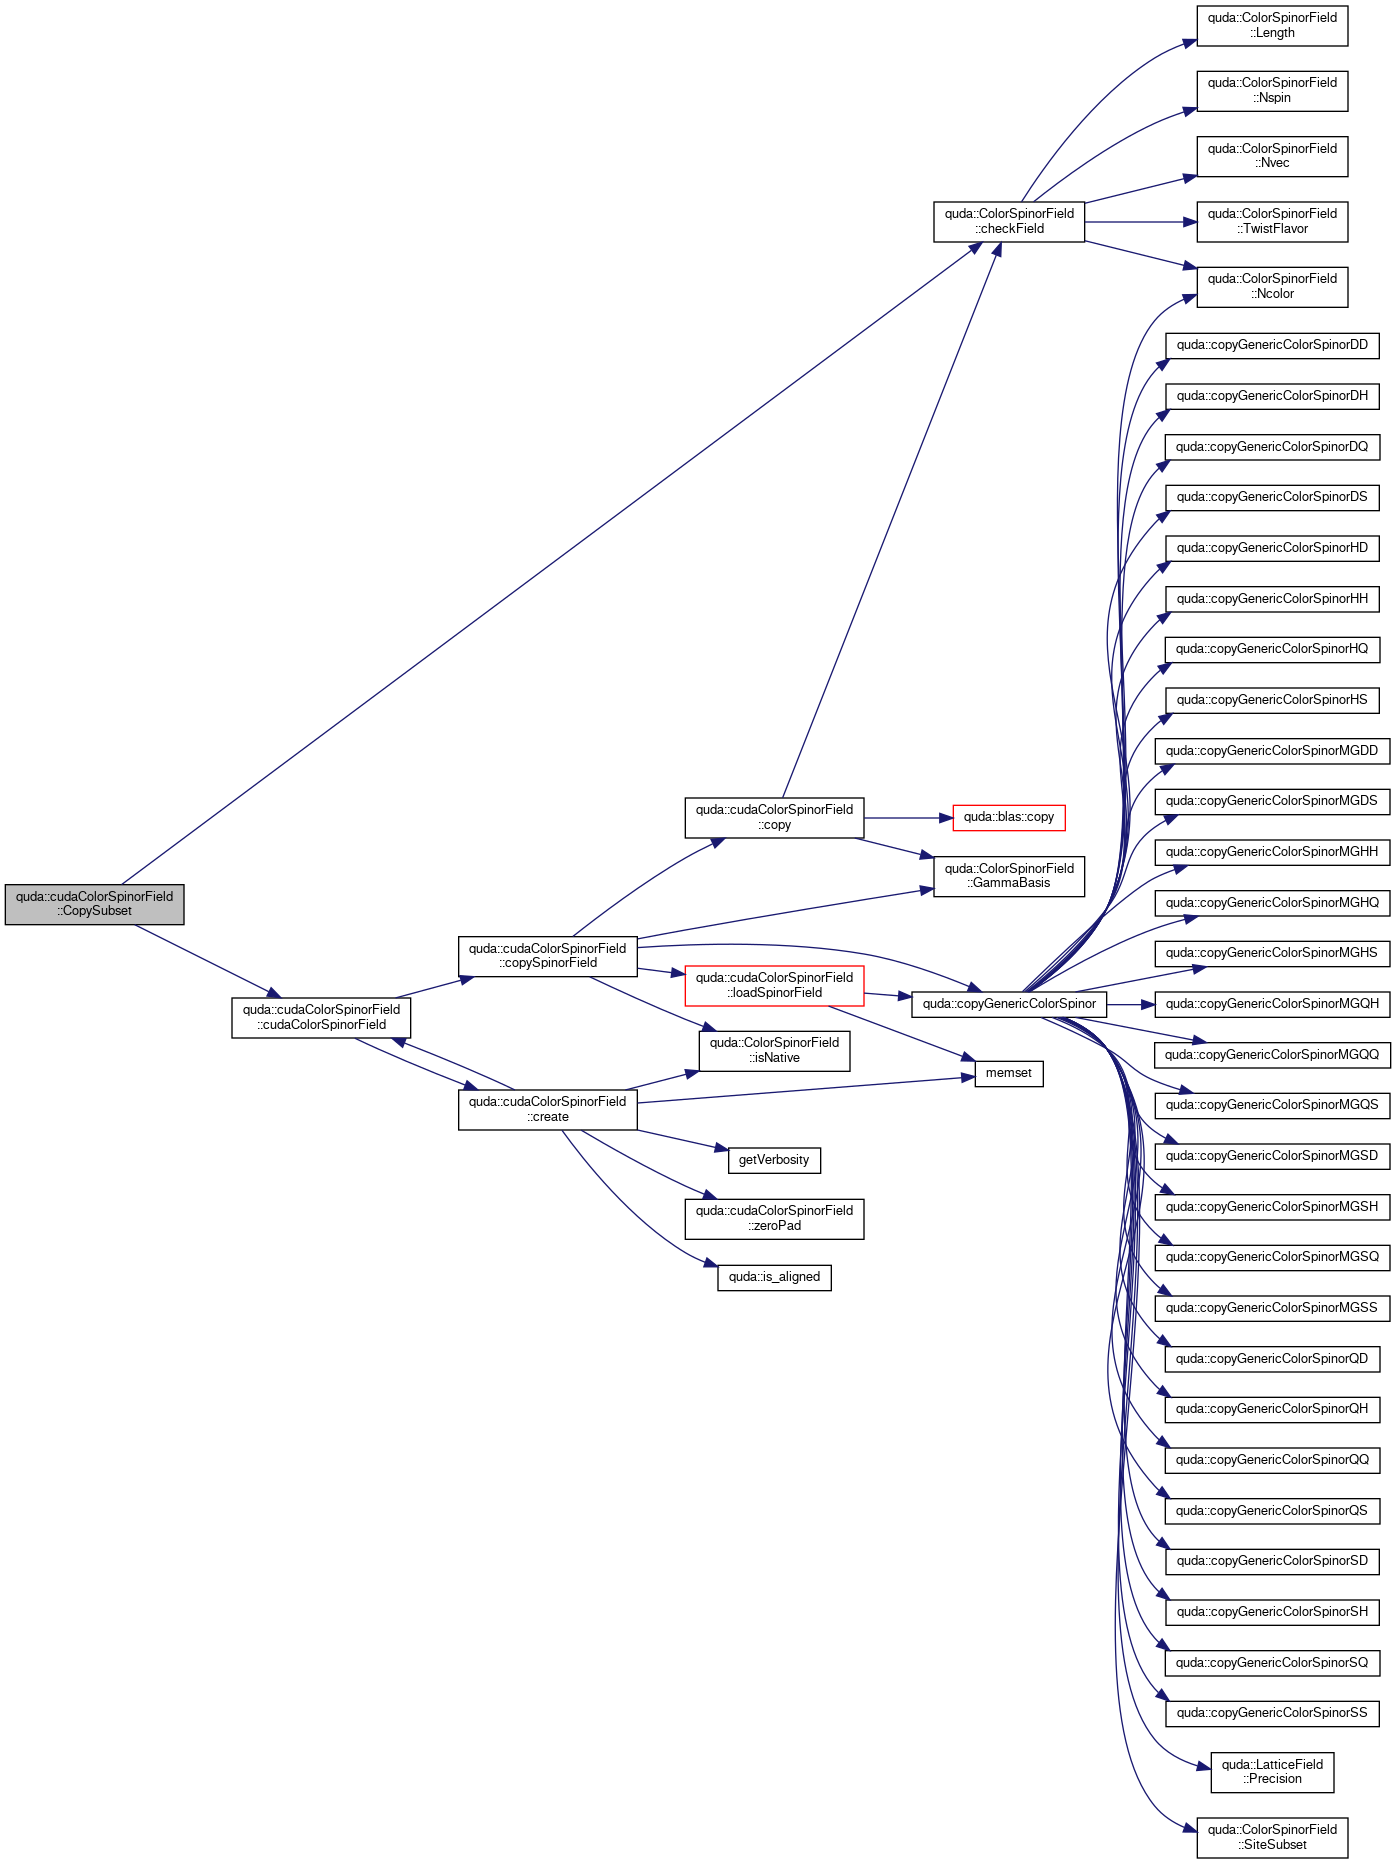 quda::cudaColorSpinorField
::CopySubset
quda::cudaColorSpinorField
::cudaColorSpinorField
quda::cudaColorSpinorField
::copySpinorField
quda::cudaColorSpinorField
::create
quda::cudaColorSpinorField
::copy
quda::cudaColorSpinorField
::loadSpinorField
quda::ColorSpinorField
::isNative
getVerbosity
quda::cudaColorSpinorField
::zeroPad
quda::is_aligned
quda::ColorSpinorField
::checkField
quda::blas::copy
quda::ColorSpinorField
::GammaBasis
quda::copyGenericColorSpinor
memset
quda::ColorSpinorField
::Length
quda::ColorSpinorField
::Nspin
quda::ColorSpinorField
::Nvec
quda::ColorSpinorField
::TwistFlavor
quda::ColorSpinorField
::Ncolor
quda::copyGenericColorSpinorDD
quda::copyGenericColorSpinorDH
quda::copyGenericColorSpinorDQ
quda::copyGenericColorSpinorDS
quda::copyGenericColorSpinorHD
quda::copyGenericColorSpinorHH
quda::copyGenericColorSpinorHQ
quda::copyGenericColorSpinorHS
quda::copyGenericColorSpinorMGDD
quda::copyGenericColorSpinorMGDS
quda::copyGenericColorSpinorMGHH
quda::copyGenericColorSpinorMGHQ
quda::copyGenericColorSpinorMGHS
quda::copyGenericColorSpinorMGQH
quda::copyGenericColorSpinorMGQQ
quda::copyGenericColorSpinorMGQS
quda::copyGenericColorSpinorMGSD
quda::copyGenericColorSpinorMGSH
quda::copyGenericColorSpinorMGSQ
quda::copyGenericColorSpinorMGSS
quda::copyGenericColorSpinorQD
quda::copyGenericColorSpinorQH
quda::copyGenericColorSpinorQQ
quda::copyGenericColorSpinorQS
quda::copyGenericColorSpinorSD
quda::copyGenericColorSpinorSH
quda::copyGenericColorSpinorSQ
quda::copyGenericColorSpinorSS
quda::LatticeField
::Precision
quda::ColorSpinorField
::SiteSubset